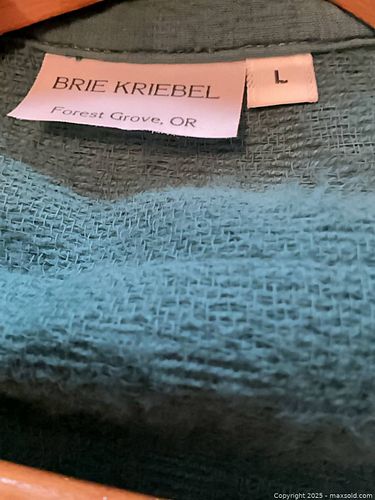 BRIE KRIEBEL
L
Forest Grove, OR
Copyright 2025 - maxsold.com